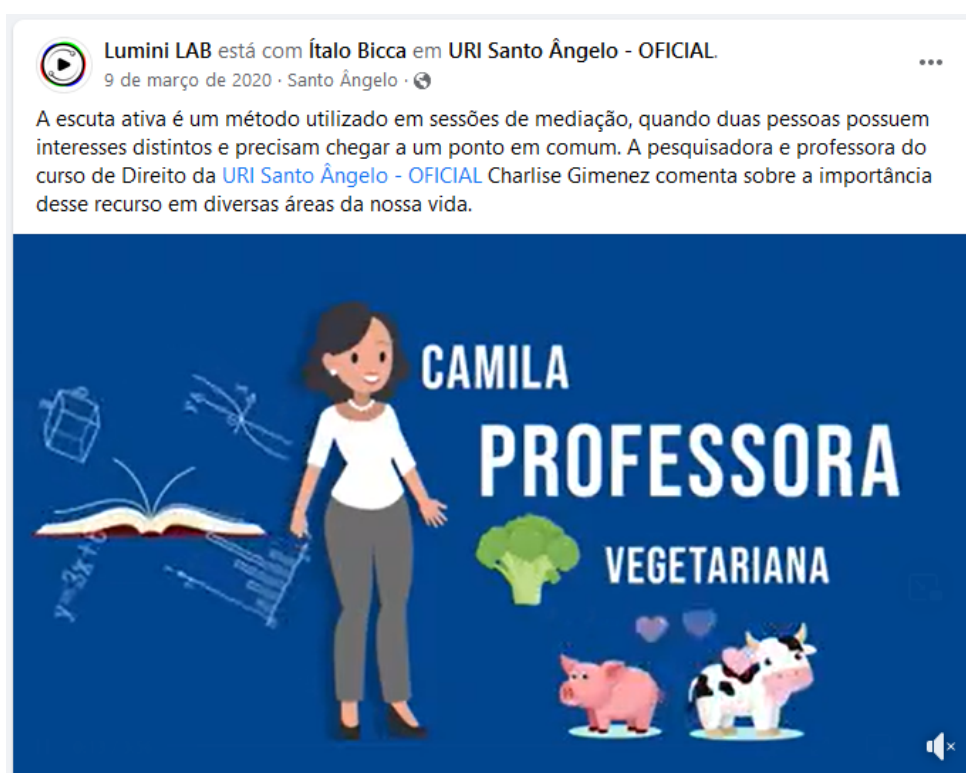 Lumini LAB está com Ítalo Bicca em URI Santo Ângelo - OFICIAL.
9 de março de 2020 · Santo Ângelo ·
A escuta ativa é um método utilizado em sessões de mediação, quando duas pessoas possuem
interesses distintos e precisam chegar a um ponto em comum. A pesquisadora e professora do
curso de Direito da URI Santo Ângelo - OFICIAL Charlise Gimenez comenta sobre a importância
desse recurso em diversas áreas da nossa vida.
CAMILA
PROFESSORA
VEGETARIANA